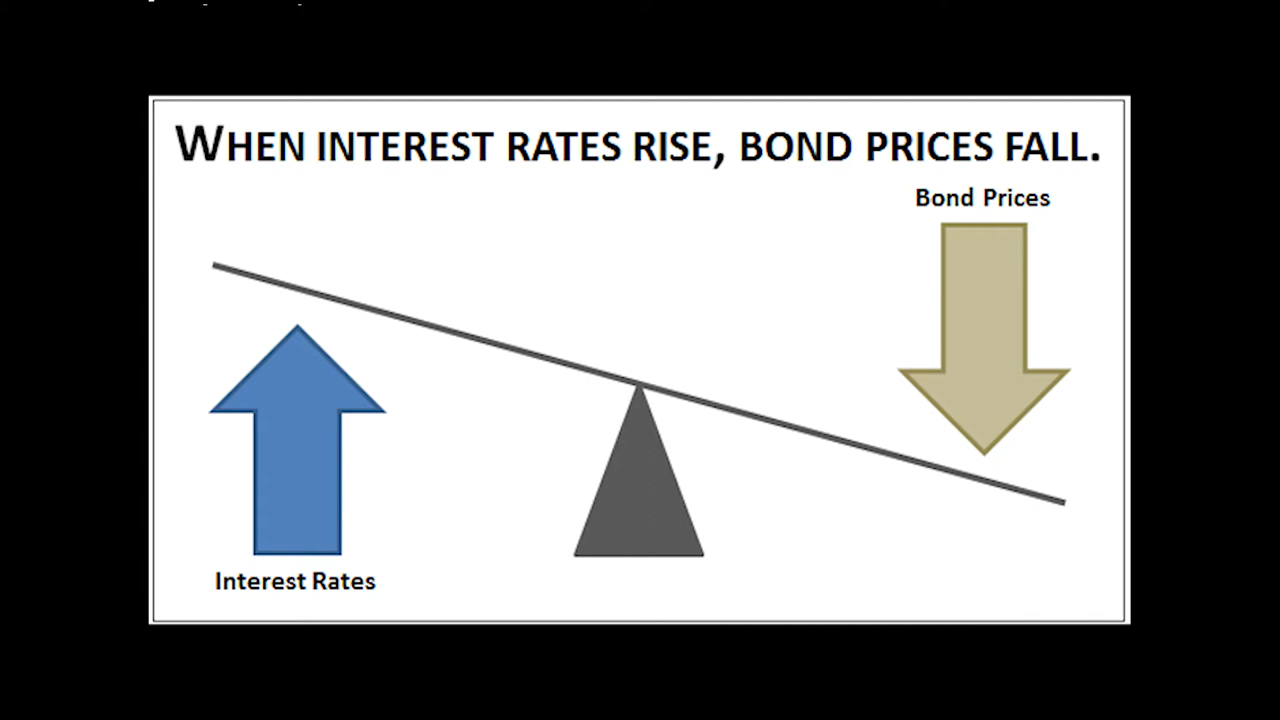 WHEN INTEREST RATES RISE, BOND PRICES FALL.
Bond Prices
Interest Rates